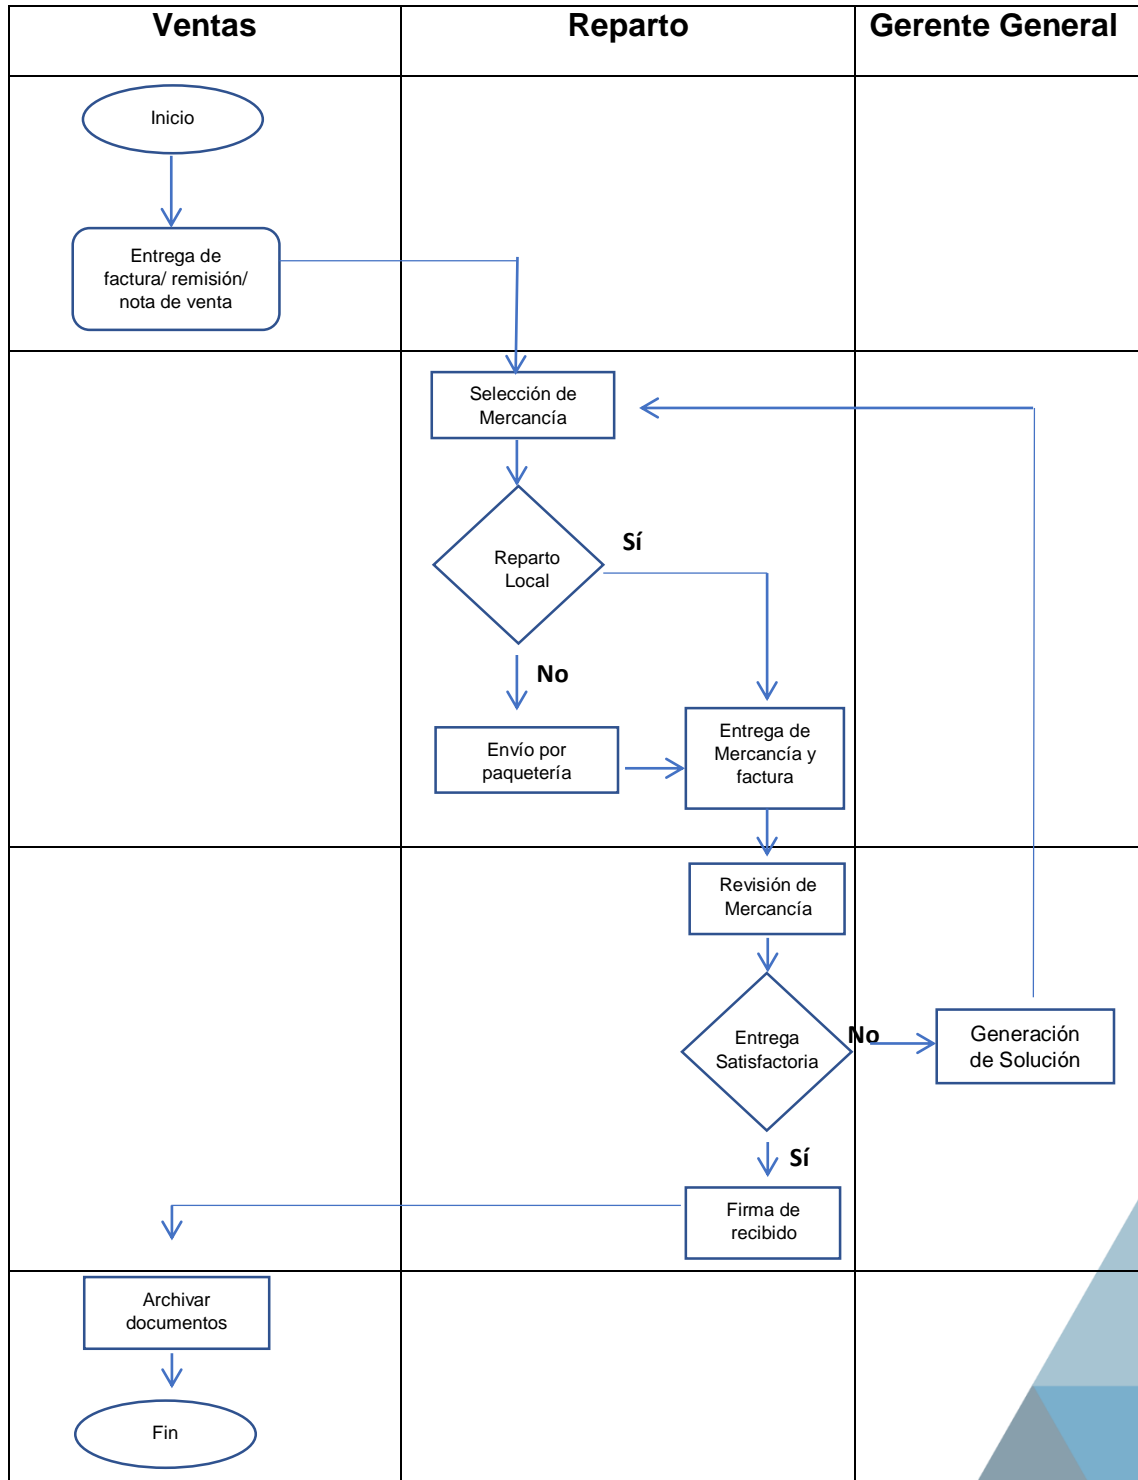 Ventas
Reparto
Gerente General
Inicio
Entrega de
factura/ remisión/
nota de venta
Selección de
Mercancía
Reparto
Local
Sí
No
Envío por
paquetería
Entrega de
Mercancía y
factura
Revisión de
Mercancía
Entrega
Satisfactoria
No
Generación
de Solución
Sí
Firma de
recibido
Archivar
documentos
Fin